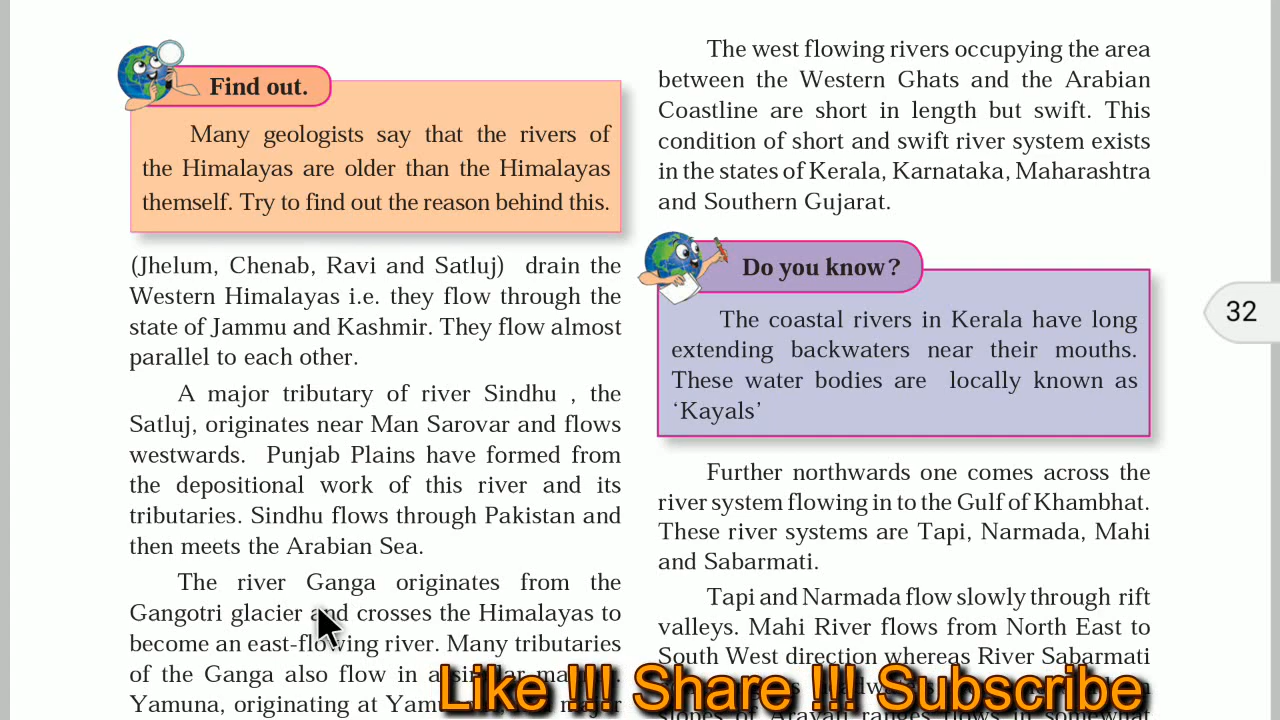 Find out.
Many geologists say that the rivers of
the Himalayas are older than the Himalayas
themself. Try to find out the reason behind this.
(Jhelum, Chenab, Ravi and Satluj) drain the
Western Himalayas i.e. they flow through the
state of Jammu and Kashmir. They flow almost
parallel to each other.
A major tributary of river Sindhu , the
Satluj, originates near Man Sarovar and flows
westwards. Punjab Plains have formed from
the depositional work of this river and its
tributaries. Sindhu flows through Pakistan and
then meets the Arabian Sea.
The river Ganga originates from the
Gangotri glacier and crosses the Himalayas to
become an east-flowing river. Many tributaries
of the Ganga also flow in a similar
Yamuna, originating at major
The west flowing rivers occupying the area
between the Western Ghats and the Arabian
Coastline are short in length but swift. This
condition of short and swift river system exists
in the states of Kerala, Karnataka, Maharashtra
and Southern Gujarat.
Do you know?
The coastal rivers in Kerala have long
extending backwaters near their mouths.
These water bodies are locally known as
‘Kayals’
Further northwards one comes across the
river system flowing in to the Gulf of Khambhat.
These river systems are Tapi, Narmada, Mahi
and Sabarmati.
Tapi and Narmada flow slowly through rift
valleys. Mahi River flows from North East to
South West direction whereas River Sabarmati
slopes of Aravali ranges flows in somewhat
32
Like !!! Share !!! Subscribe